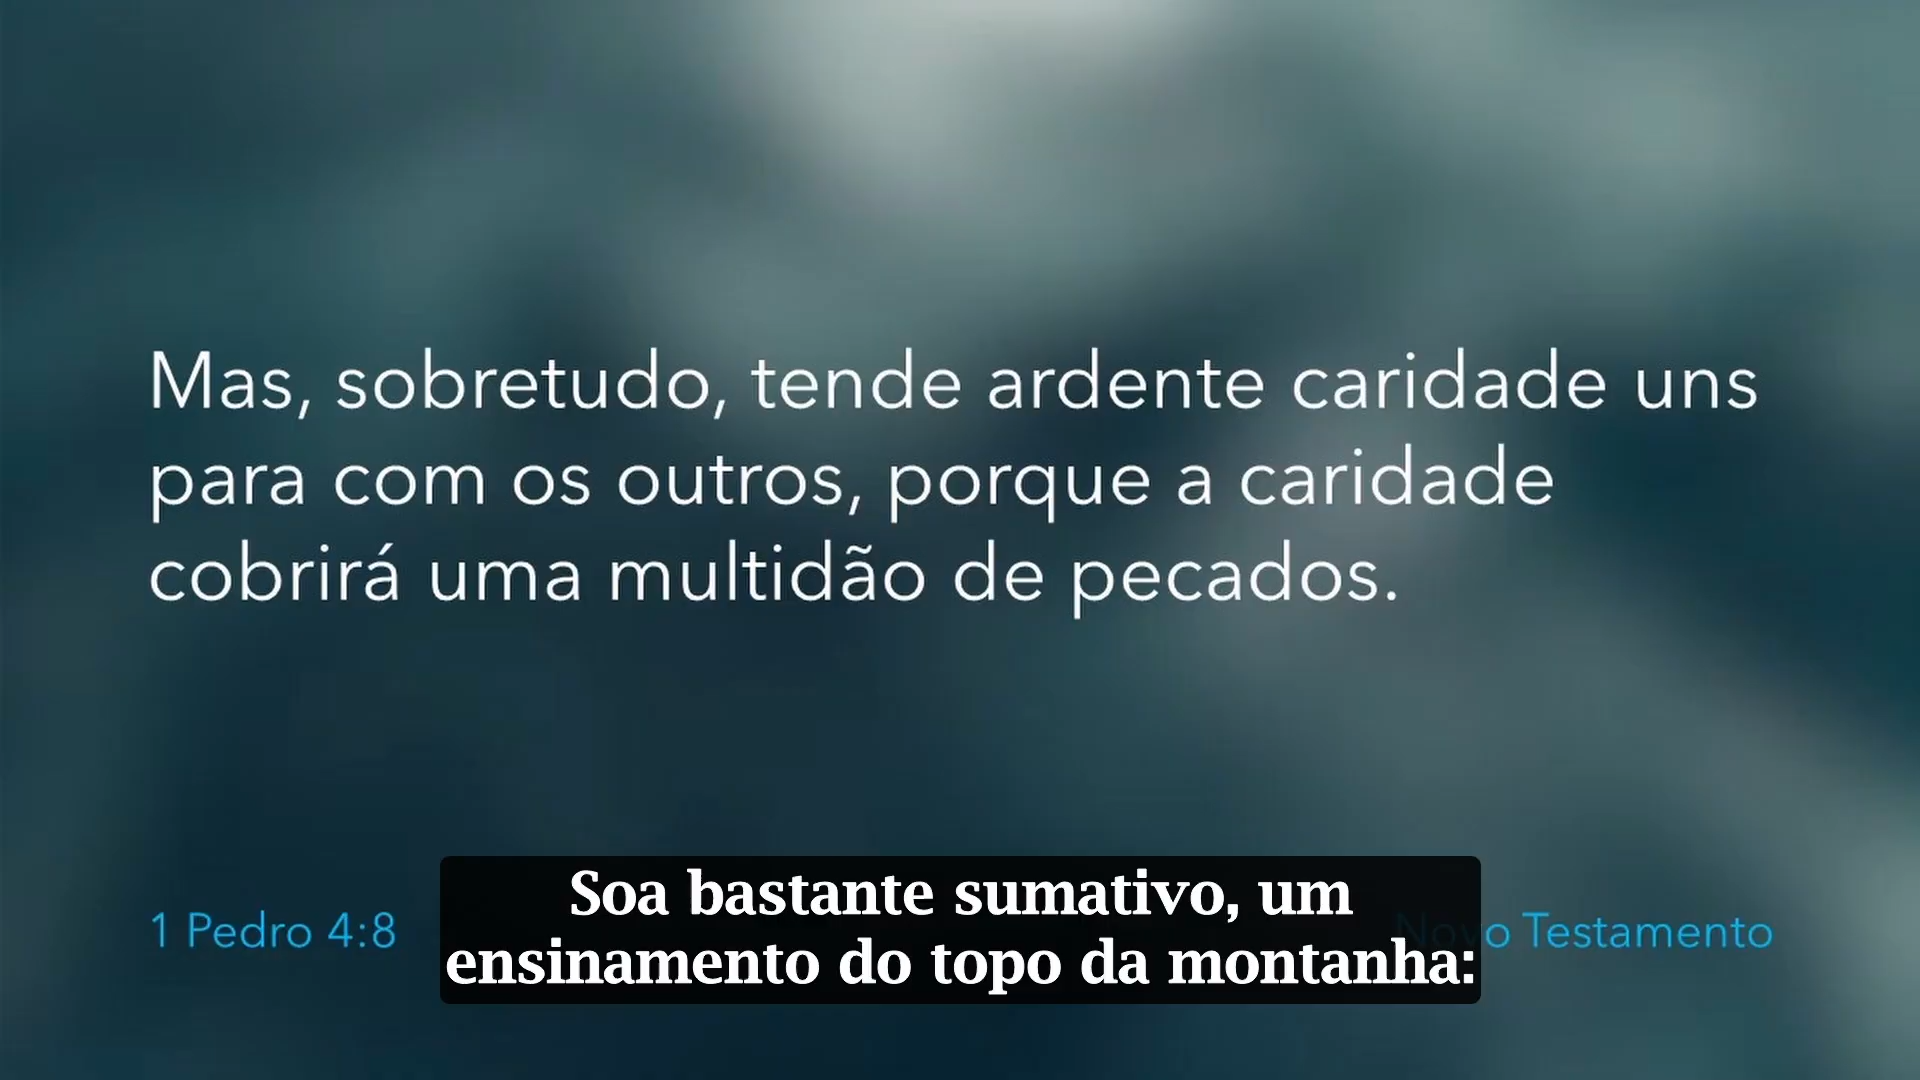 Mas, sobretudo, tende ardente caridade uns
para com os outros, porque a caridade
cobrirá uma multidão de pecados.
1 Pedro 4:8
Novo Testamento
Soa bastante sumativo, um
ensinamento do topo da montanha: